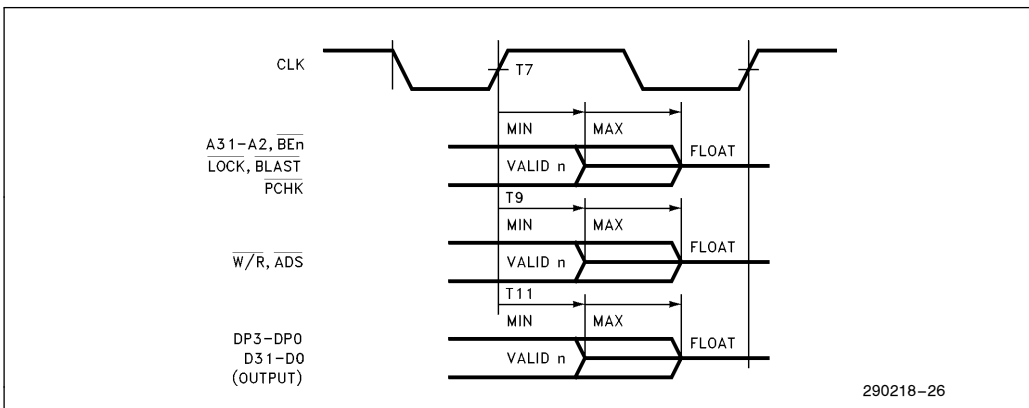 CLK
T7
MIN MAX
A31-A2, BEn
LOCK, BLAST
PCHK
VALID n
FLOAT
T9
MIN MAX
W/R, ADS
VALID n
FLOAT
T11
MIN MAX
DP3-DP0
D31-D0
(OUTPUT)
VALID n
FLOAT
290218-26